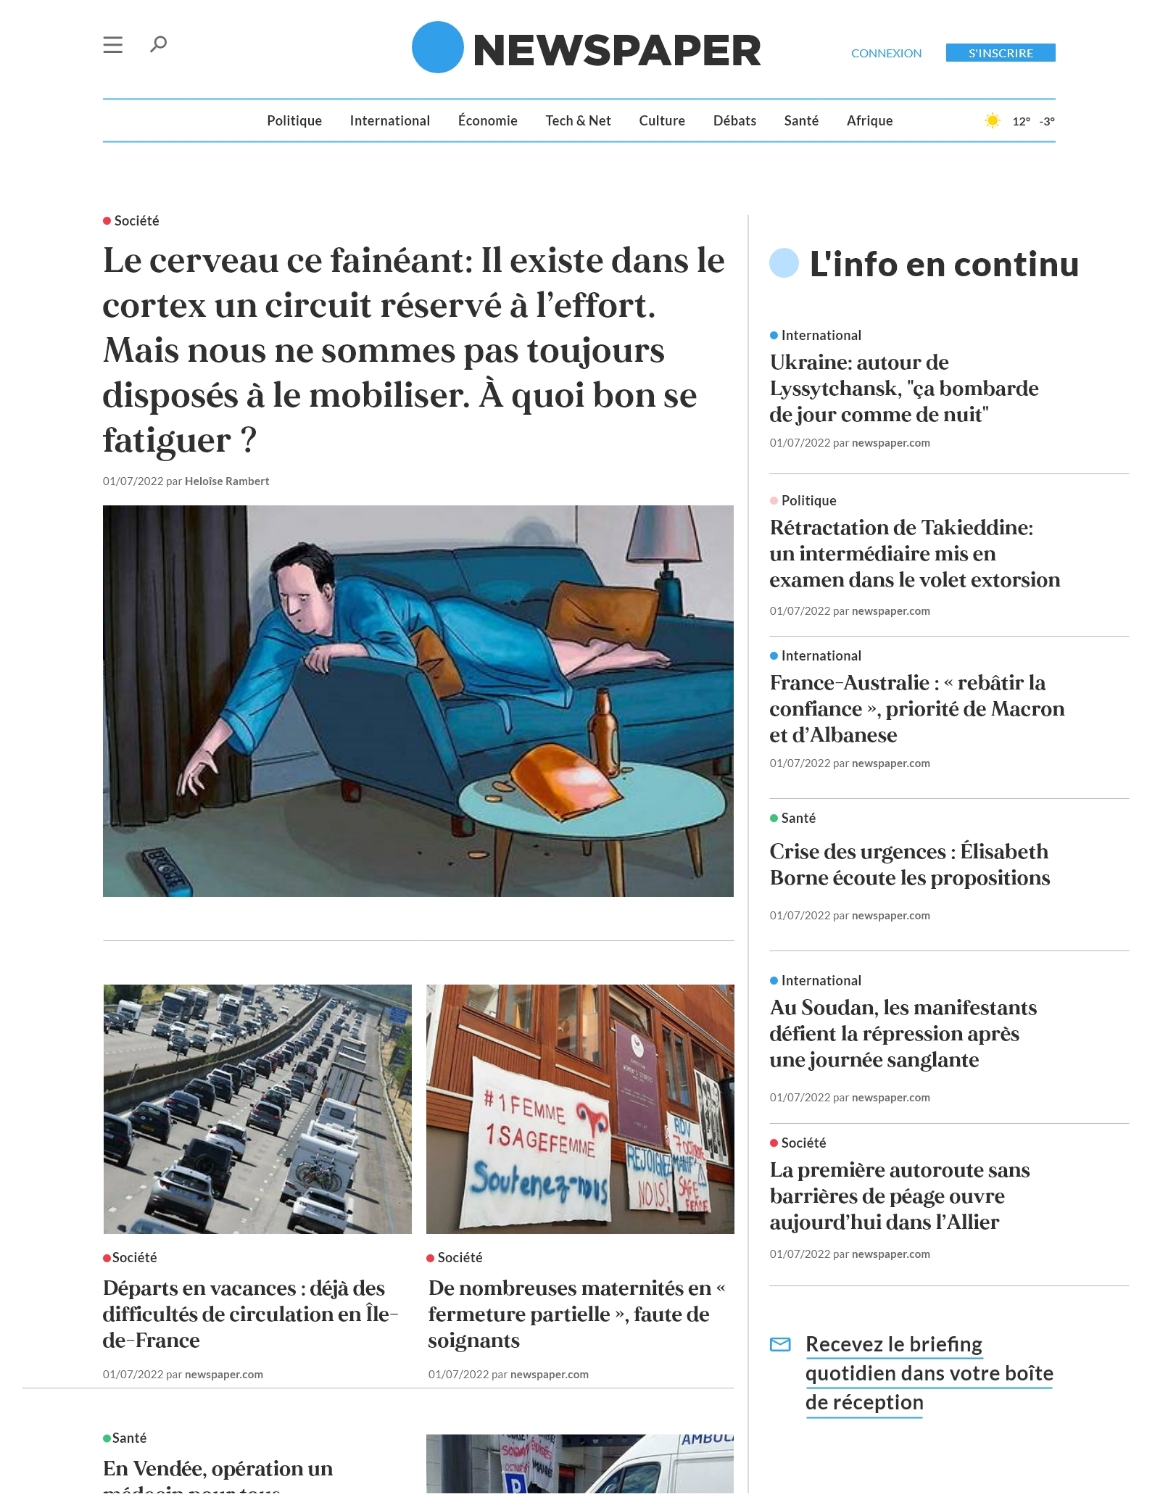 NEWSPAPER
CONNEXION
S'INSCRIRE
Politique International Économie Tech & Net Culture Débats Santé Afrique
12° -3°
Société
Le cerveau ce fainéant: Il existe dans le
cortex un circuit réservé à l’effort.
Mais nous ne sommes pas toujours
disposés à le mobiliser. À quoi bon se
fatiguer ?
01/07/2022 par Heloîse Rambert
Société
Départs en vacances : déjà des
difficultés de circulation en Île-
de-France
01/07/2022 par newspaper.com
#1FEMME
1SAGEFEMME
Soutenez-nous
REJOIGNEZ
NOUS!
RDV
7 OCTOBRE
MANIF
SAFE
Société
De nombreuses maternités en «
fermeture partielle », faute de
soignants
01/07/2022 par newspaper.com
Santé
En Vendée, opération un
médecin pour tous
P
AMBUL
L'info en continu
International
Ukraine: autour de
Lyssytchansk, "ça bombarde
de jour comme de nuit"
01/07/2022 par newspaper.com
Politique
Rétractation de Takieddine:
un intermédiaire mis en
examen dans le volet extorsion
01/07/2022 par newspaper.com
International
France-Australie : « rebâtir la
confiance », priorité de Macron
et d’Albanese
01/07/2022 par newspaper.com
Santé
Crise des urgences : Élisabeth
Borne écoute les propositions
01/07/2022 par newspaper.com
International
Au Soudan, les manifestants
défient la répression après
une journée sanglante
01/07/2022 par newspaper.com
Société
La première autoroute sans
barrières de péage ouvre
aujourd’hui dans l’Allier
01/07/2022 par newspaper.com
Recevez le briefing
quotidien dans votre boîte
de réception